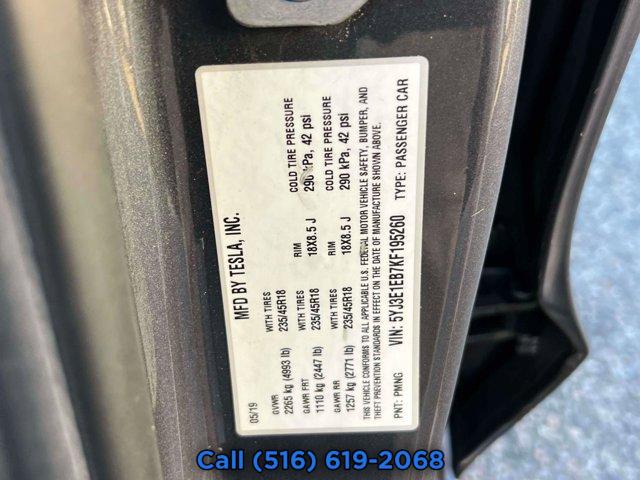 MFD BY TESLA, INC.
05/19
GVWR WITH TIRES RIM COLD TIRE PRESSURE
2265 kg (4993 lb) 235/45R18 18X8.5 J 290 kPa, 42 psi
GAWR FRT WITH TIRES RIM COLD TIRE PRESSURE
1110 kg (2447 lb) 235/45R18 18X8.5 J 290 kPa, 42 psi
GAWR RR WITH TIRES
1257 kg (2771 lb) 235/45R18
THIS VEHICLE CONFORMS TO ALL APPLICABLE U.S. FEDERAL MOTOR VEHICLE SAFETY, BUMPER, AND
THEFT PREVENTION STANDARDS IN EFFECT ON THE DATE OF MANUFACTURE SHOWN ABOVE.
PNT: PMNG VIN: 5YJ3E1EB7KF195260 TYPE: PASSENGER CAR
Call (516) 619-2068